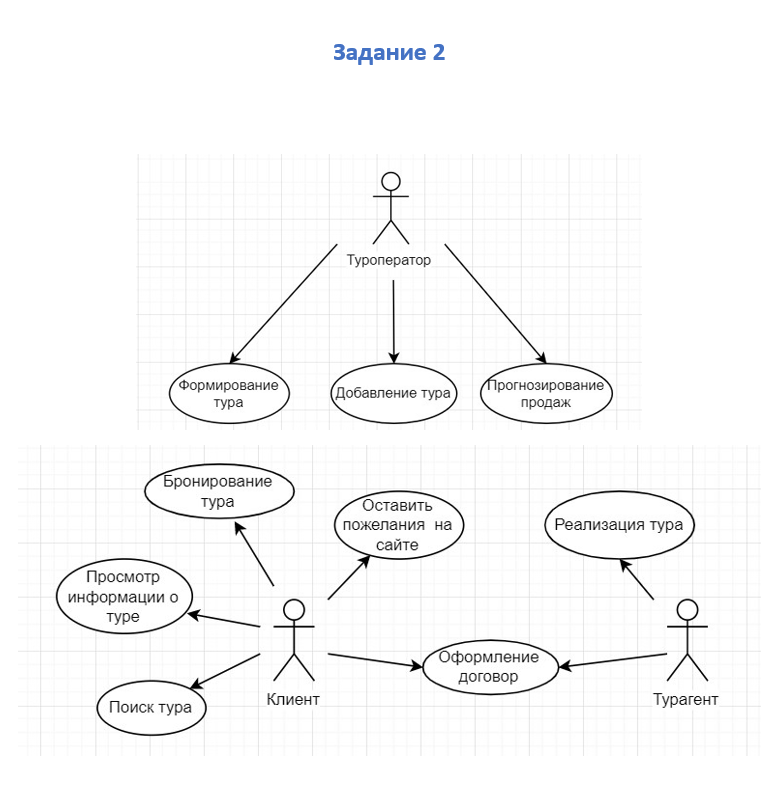 Задание 2
Туроператор
Формирование
тура
Добавление тура
Прогнозирование
продаж
Бронирование
тура
Оставить
пожелания на
сайте
Реализация тура
Просмотр
информации о
туре
Оформление
договор
Поиск тура
Клиент
Турагент